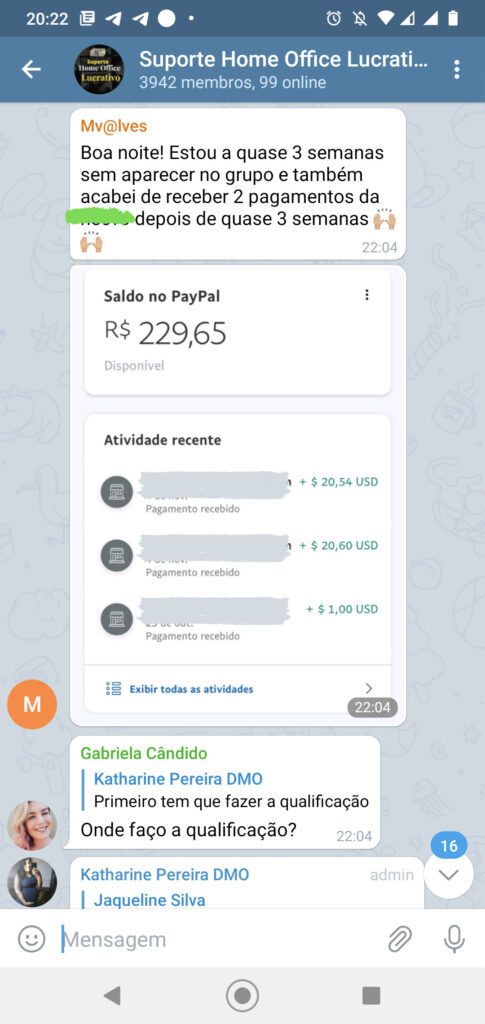 20:22
Suporte Home Office Lucrati...
3942 membros, 99 online
Suporte
Home Office
Lucrativo
Mv@lves
Boa noite! Estou a quase 3 semanas
sem aparecer no grupo e também
acabei de receber 2 pagamentos da
depois de quase 3 semanas
22:04
Saldo no PayPal
R$ 229,65
Disponível
Atividade recente
+ $ 20,54 USD
Pagamento recebido
+ $ 20,60 USD
Pagamento recebido
+ $ 1,00 USD
Pagamento recebido
Exibir todas as atividades
22:04
M
Gabriela Cândido
Katharine Pereira DMO
Primeiro tem que fazer a qualificação
Onde faço a qualificação?
22:04
16
Katharine Pereira DMO admin
Jaqueline Silva
Mensagem